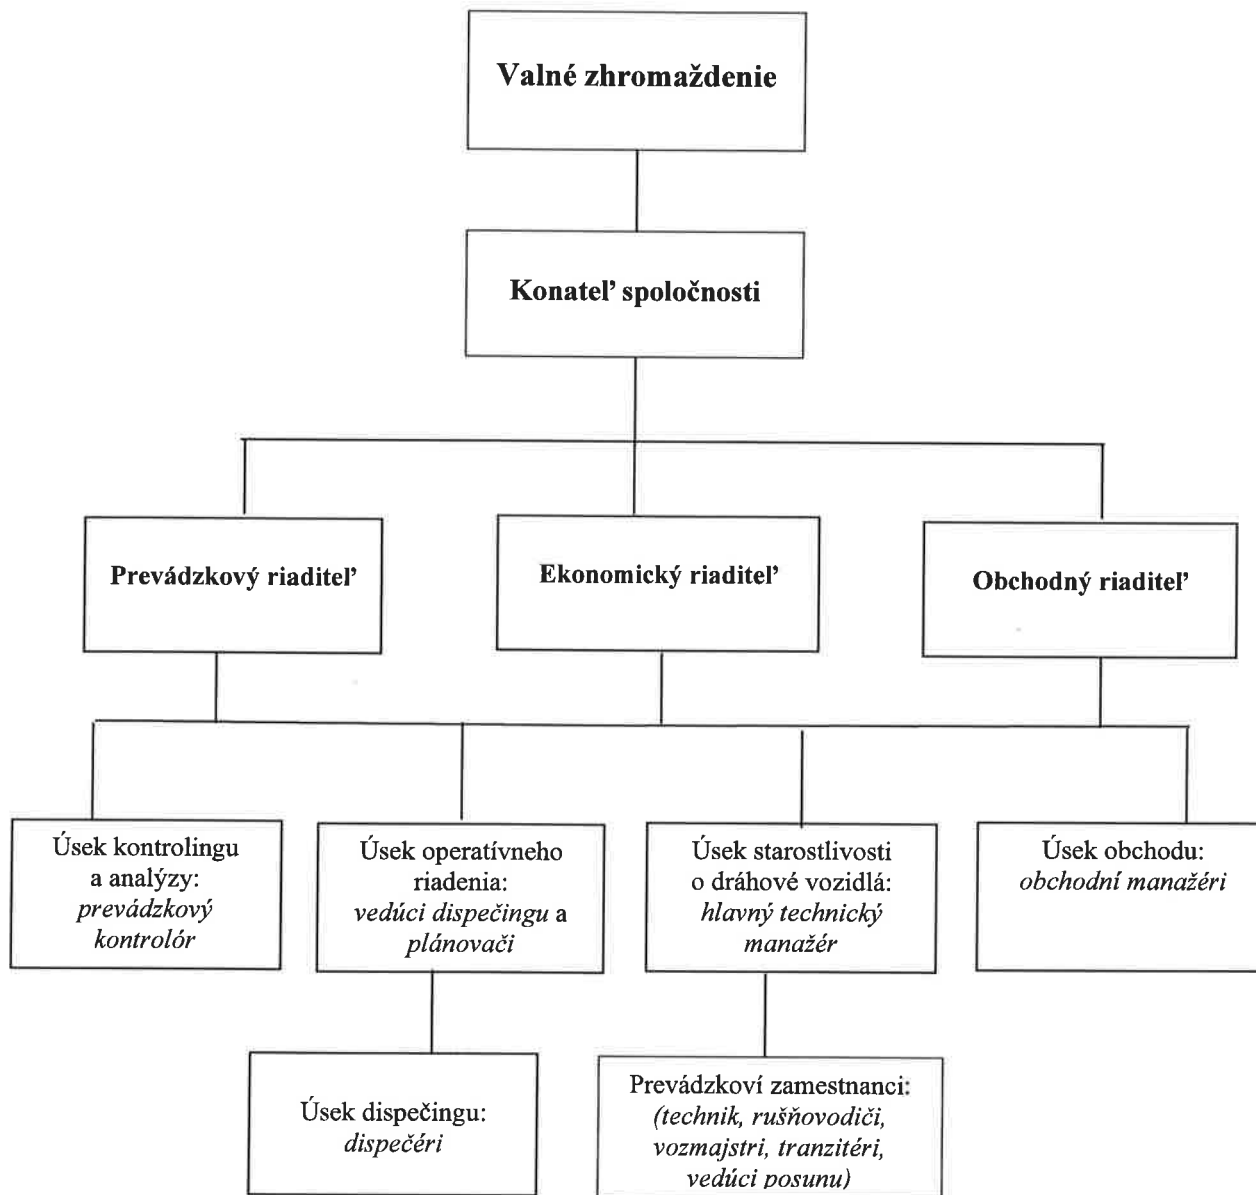 Valné zhromaždenie
Konateľ spoločnosti
Prevádzkový riaditeľ
Ekonomický riaditeľ
Obchodný riaditeľ
Úsek kontrolingu
a analýzy:
prevádzkový
kontrolór
Úsek operatívneho
riadenia:
vedúci dispečingu a
plánovači
Úsek starostlivosti
o dráhové vozidlá:
hlavný technický
manažér
Úsek obchodu:
obchodní manažéri
Úsek dispečingu:
dispečéri
Prevádzkoví zamestnanci:
(technik, rušňovodiči,
vozmajstri, tranzitéri,
vedúci posunu)